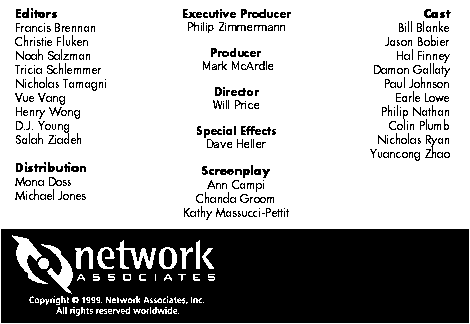 Editors
Francis Brennan
Christie Fluken
Noah Salzman
Tricia Schlemmer
Nicholas Tamagni
Vue Vang
Henry Wong
D.J. Young
Salah Ziadeh
Distribution
Mona Doss
Michael Jones
Executive Producer
Philip Zimmermann
Producer
Mark McArdle
Director
Will Price
Special Effects
Dave Heller
Screenplay
Ann Campi
Chanda Groom
Kathy Massucci-Pettit
Cast
Bill Blanke
Jason Bobier
Hal Finney
Damon Gallaty
Paul Johnson
Earle Lowe
Philip Nathan
Colin Plumb
Nicholas Ryan
Yuancong Zhao
network
ASSOCIATES
Copyright © 1999. Network Associates, Inc.
All rights reserved worldwide.